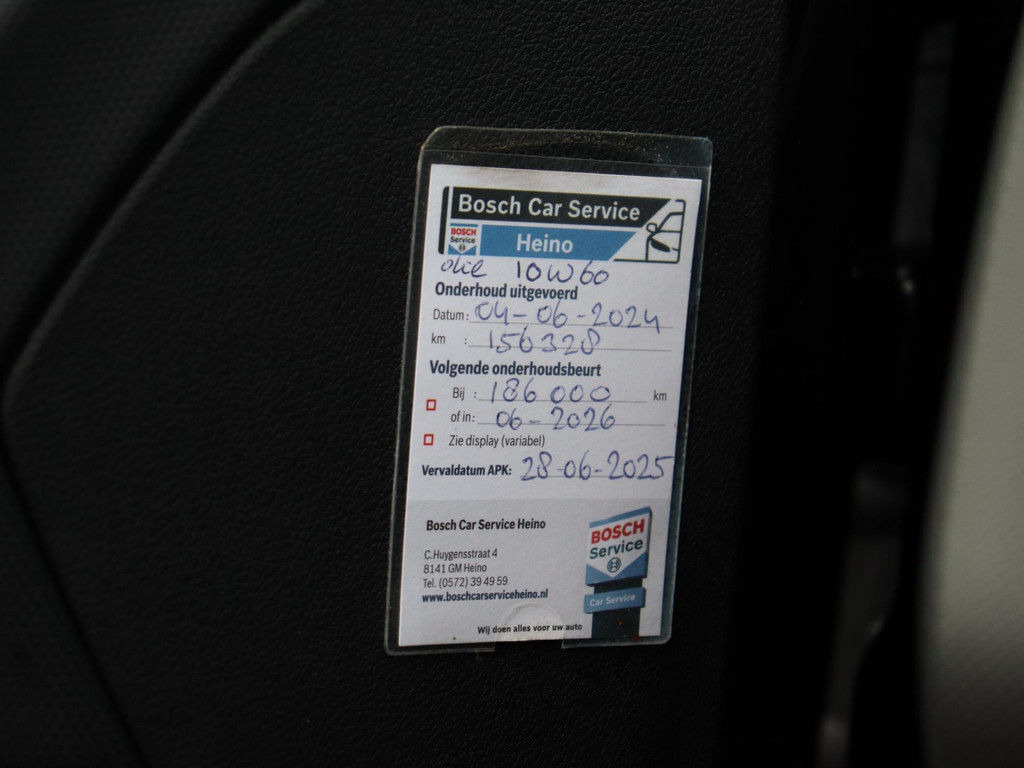 Bosch Car Service
BOSCH
Service
Heino
olie 10W60
Onderhoud uitgevoerd
Datum: 04-06-2024
km : 156328
Volgende onderhoudsbeurt
Bij : 186 000 km
of in: 06-2026
Zie display (variabel)
Vervaldatum APK: 28-06-2025
Bosch Car Service Heino
C.Huygensstraat 4
8141 GM Heino
Tel. (0572) 39 49 59
www.boschcarserviceheino.nl
BOSCH
Service
Car Service
Wij doen alles voor uw auto